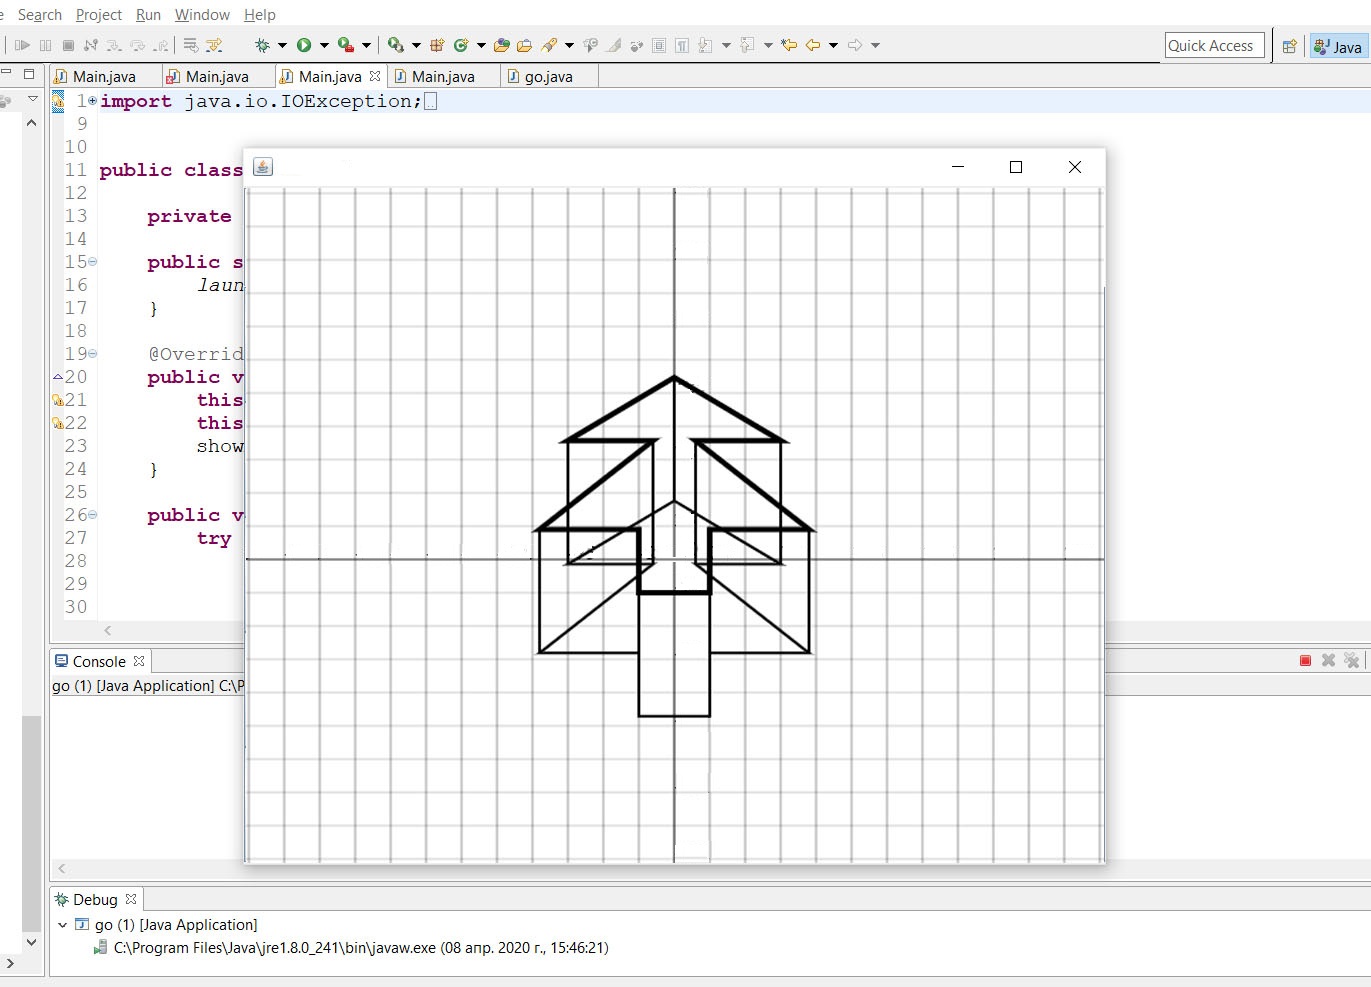 e Search Project Run Window Help
Quick Access
Java
Main.java Main.java Main.java Main.java go.java
1 import java.io.IOException;
9
10
11 public class
12
13 private
14
15 public s
16 laun
17 }
18
19 @Overrid
20 public v
21 this
22 this
23 show
24 }
25
26 public v
27 try
28
29
30
Console
go (1) [Java Application] C:\P
Debug
go (1) [Java Application]
C:\Program Files\Java\jre1.8.0_241\bin\javaw.exe (08 апр. 2020 г., 15:46:21)